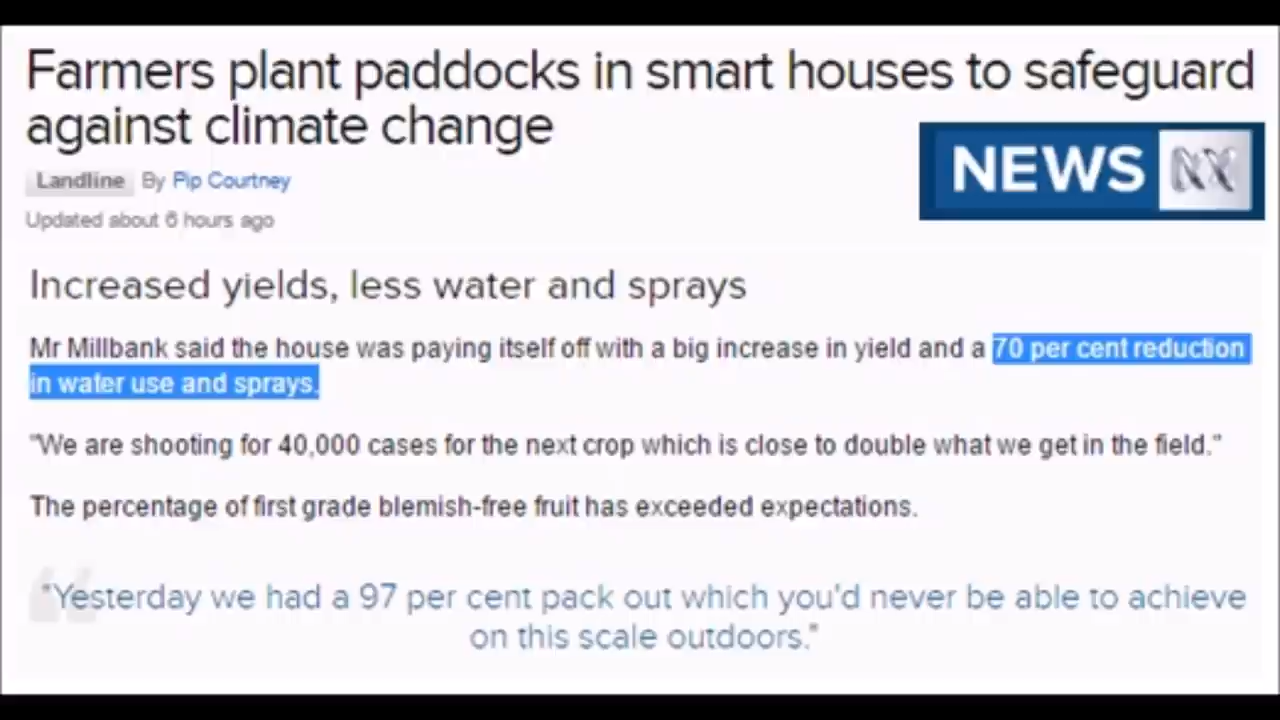 Farmers plant paddocks in smart houses to safeguard
against climate change
NEWS
Landline By Pip Courtney
Updated about 6 hours ago
Increased yields, less water and sprays
Mr Millbank said the house was paying itself off with a big increase in yield and a 70 per cent reduction
in water use and sprays.
"We are shooting for 40,000 cases for the next crop which is close to double what we get in the field."
The percentage of first grade blemish-free fruit has exceeded expectations.
"Yesterday we had a 97 per cent pack out which you'd never be able to achieve
on this scale outdoors."